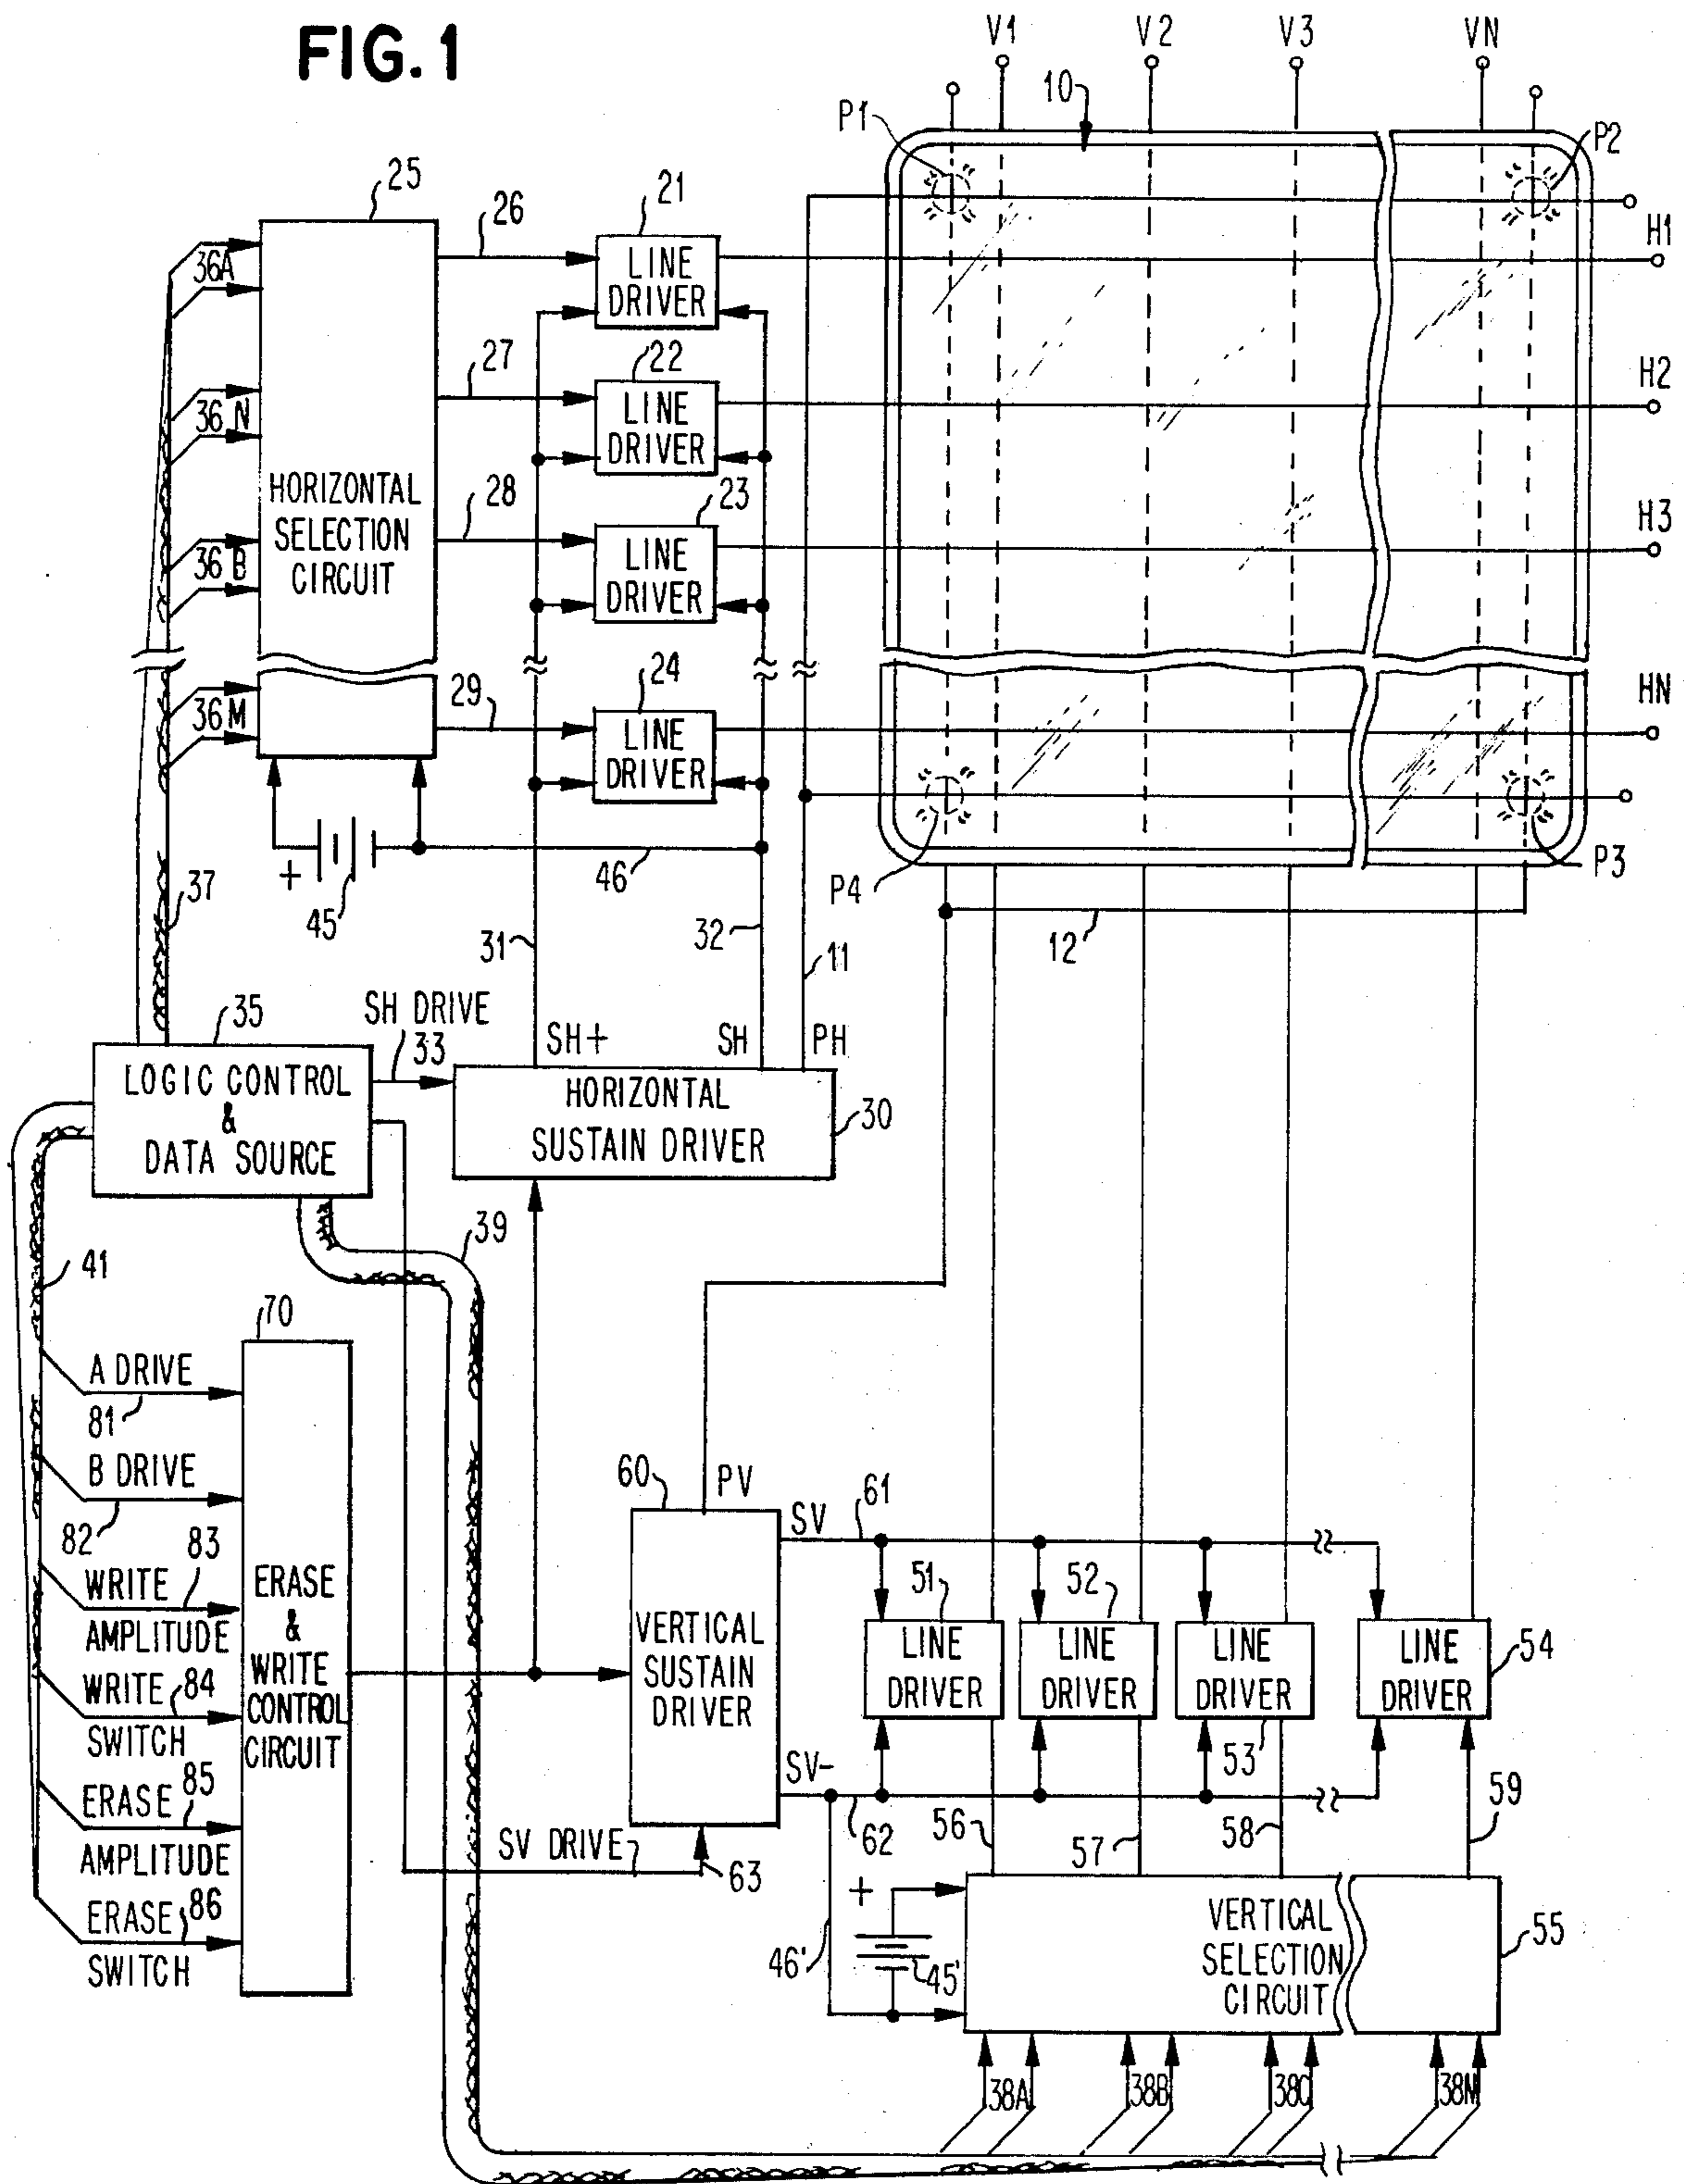 FIG. 1
V1 V2 V3 VN
10
P1 P2
25 26 21
36A
LINE
DRIVER
H1
27 22
36 N
LINE
DRIVER
H2
HORIZONTAL
SELECTION
CIRCUIT
28 23
36 B
LINE
DRIVER
H3
29 24
36 M
LINE
DRIVER
HN
+
45 46
37
P4 P3
12
31 32 11
35
SH DRIVE
33
SH+ SH PH
LOGIC CONTROL
&
DATA SOURCE
HORIZONTAL
SUSTAIN DRIVER
30
39
41
70
A DRIVE
81
B DRIVE
82
83
WRITE
AMPLITUDE
WRITE 84
SWITCH
85
ERASE
AMPLITUDE
ERASE 86
SWITCH
ERASE
&
WRITE
CONTROL
CIRCUIT
60 PV
SV 61
VERTICAL
SUSTAIN
DRIVER
51
LINE
DRIVER
52
LINE
DRIVER
LINE
DRIVER
53
LINE
DRIVER
54
SV-
62
SV DRIVE
63
56 57 58 59
+
46' 45'
VERTICAL
SELECTION
CIRCUIT
55
38A 38B 38C 38M